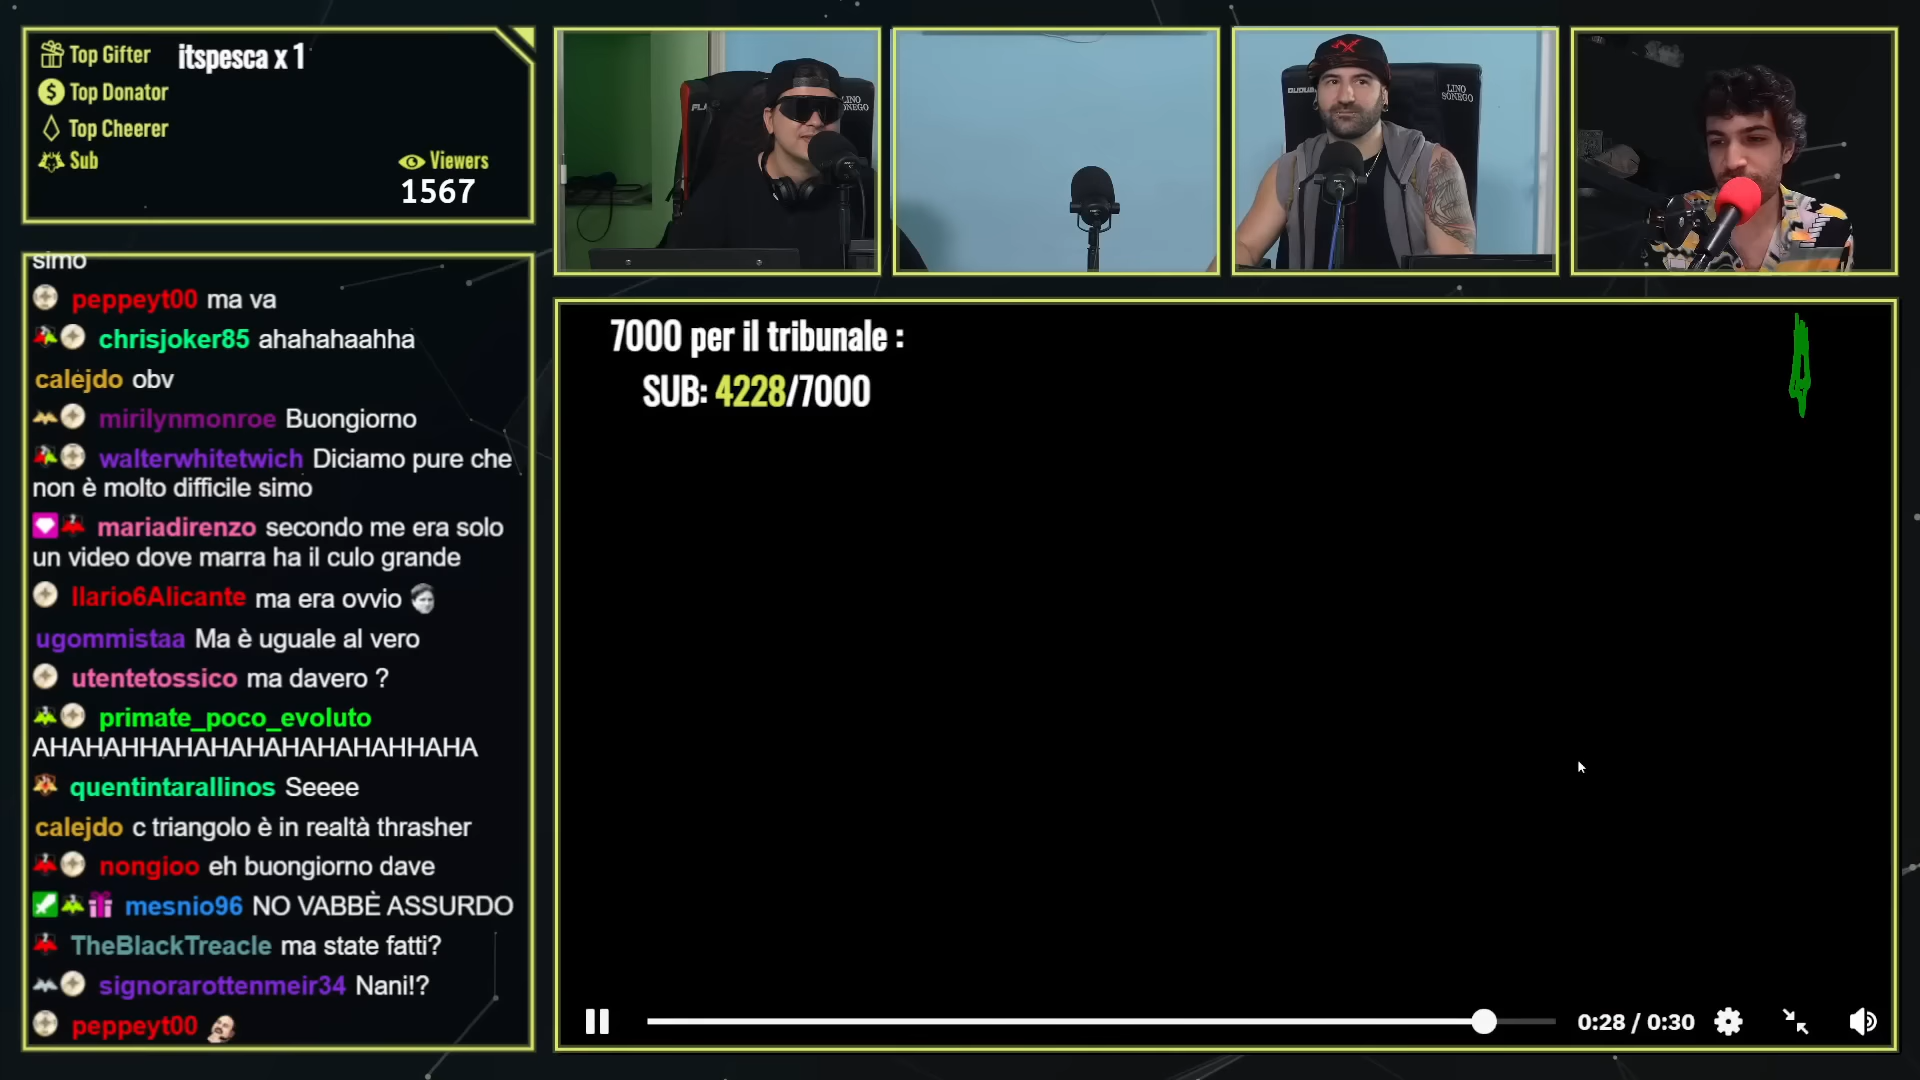 Top Gifter itspesca x 1
Top Donator
Top Cheerer
Sub
Viewers
1567
simo
peppeyt00 ma va
chrisjoker85 ahahahaahha
calejdo obv
mirilynmonroe Buongiorno
walterwhitetwich Diciamo pure che
non è molto difficile simo
mariadirenzo secondo me era solo
un video dove marra ha il culo grande
Ilario6Alicante ma era ovvio
ugommistaa Ma è uguale al vero
utentetossico ma davero ?
primate_poco_evoluto
AHAHAHHAHAHAHAHAHAHAHHAHA
quentintarallinos Seeee
calejdo c triangolo è in realtà thrasher
nongioo eh buongiorno dave
mesnio96 NO VABBÈ ASSURDO
TheBlackTreacle ma state fatti?
signorarottenmeir34 Nani!?
peppeyt00
LINO
SONEGO
LINO
SONEGO
7000 per il tribunale :
SUB: 4228/7000
0:28 / 0:30